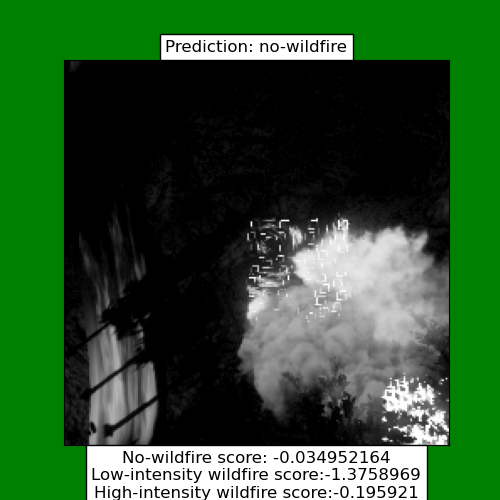 Prediction: no-wildfire
No-wildfire score: -0.034952164
Low-intensity wildfire score:-1.3758969
High-intensity wildfire score:-0.195921